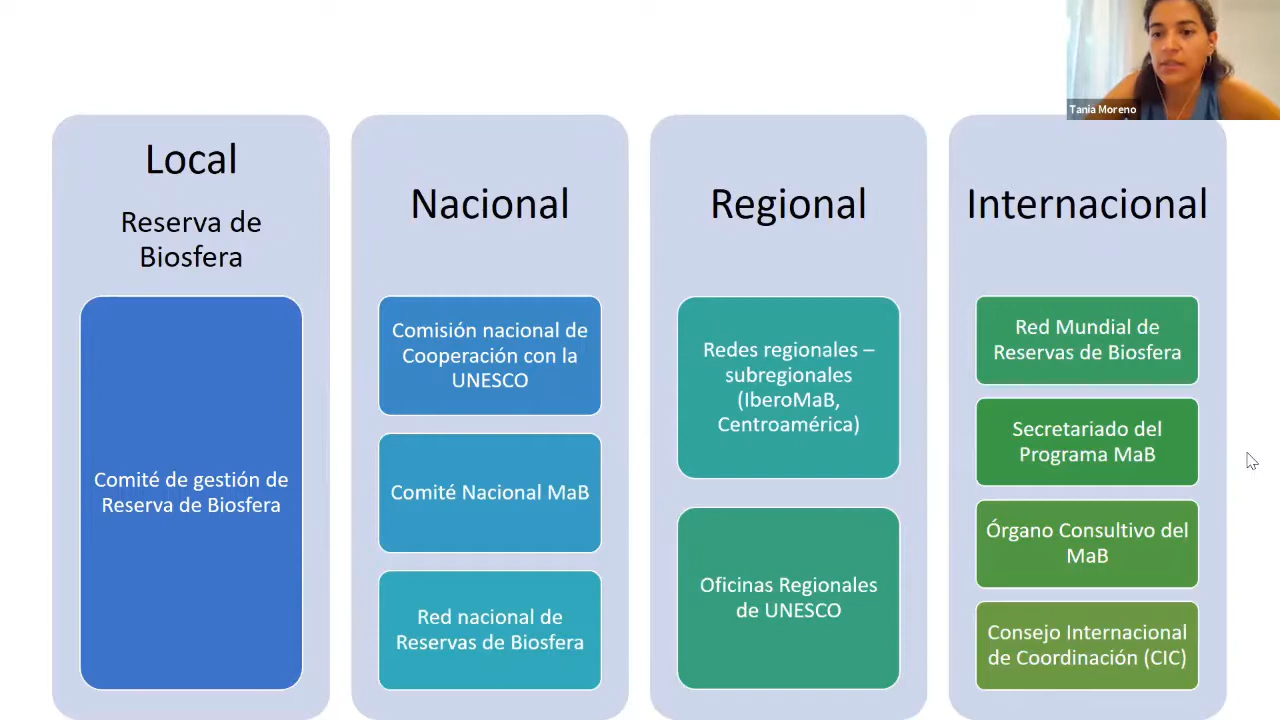 Tania Moreno
Local
Reserva de
Biosfera
Comité de gestión de
Reserva de Biosfera
Nacional
Comisión nacional de
Cooperación con la
UNESCO
Comité Nacional MaB
Red nacional de
Reservas de Biosfera
Regional
Redes regionales –
subregionales
(IberoMaB,
Centroamérica)
Oficinas Regionales
de UNESCO
Internacional
Red Mundial de
Reservas de Biosfera
Secretariado del
Programa MaB
Órgano Consultivo del
MaB
Consejo Internacional
de Coordinación (CIC)